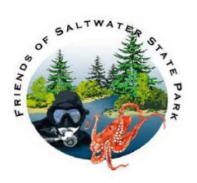 FRIENDS OF SALTWATER STATE PARK